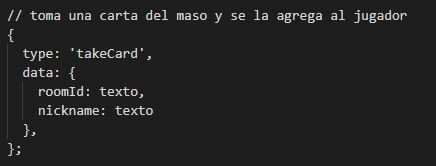 // toma una carta del maso y se la agrega al jugador
{
  type: 'takeCard',
  data: {
    roomId: texto,
    nickname: texto
  },
};